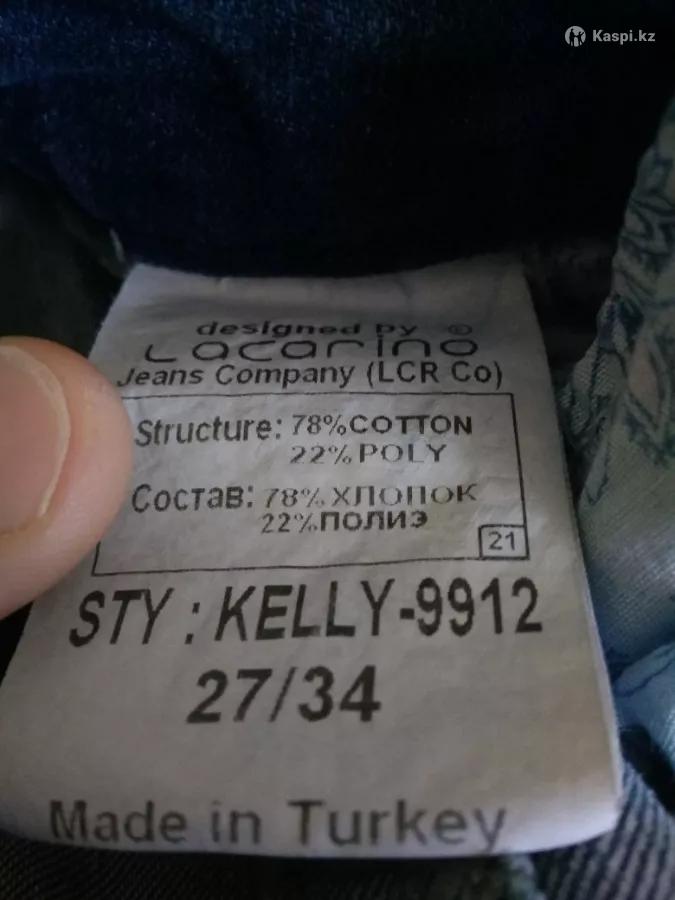 Kaspi.kz
designed by ©
Lacarino
Jeans Company (LCR Co)
Structure: 78%COTTON
22%POLY
Состав: 78%ХЛОПОК
22%ПОЛИЭ
21
STY : KELLY-9912
27/34
Made in Turkey